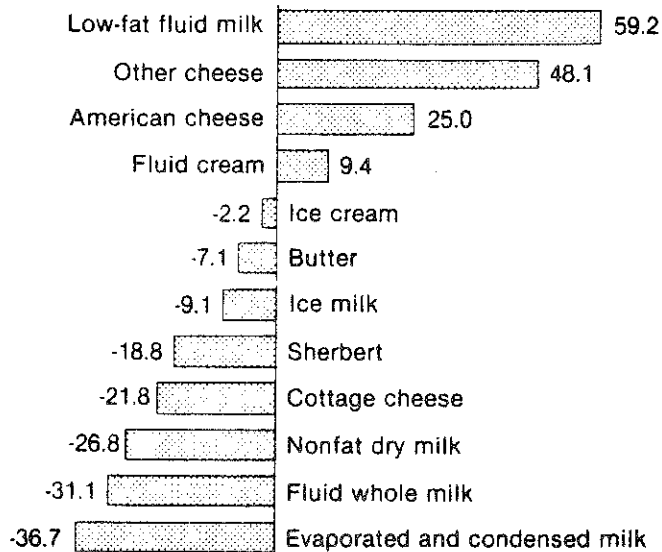 Low-fat fluid milk 59.2
Other cheese 48.1
American cheese 25.0
Fluid cream 9.4
-2.2 Ice cream
-7.1 Butter
-9.1 Ice milk
-18.8 Sherbert
-21.8 Cottage cheese
-26.8 Nonfat dry milk
-31.1 Fluid whole milk
-36.7 Evaporated and condensed milk